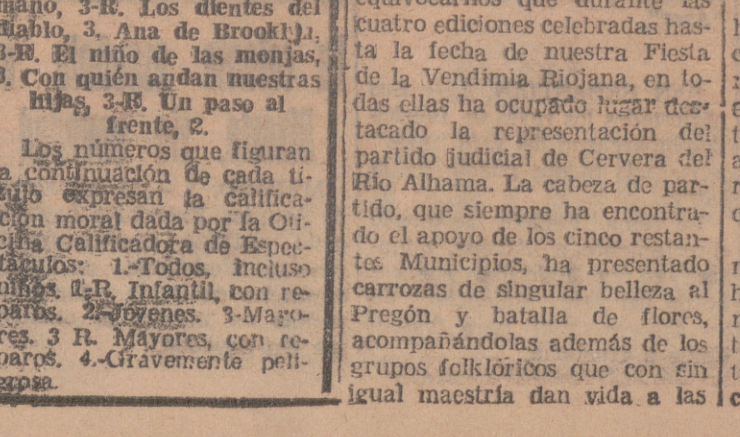 mano, 3-R. Los dientes del
diablo, 3. Ana de Brooklyn,
3-R. El niño de las monjas,
3. Con quién andan nuestras
hijas, 3-R. Un paso al
frente, 2.
Los números que figuran
a continuación de cada tí-
tulo expresan la califica-
ción moral dada por la Ofi-
cina Calificadora de Espec-
táculos: 1.-Todos, incluso
niños. 1-R. Infantil, con re-
paros. 2.-Jóvenes. 3-Mayo-
res. 3 R. Mayores, con re-
paros. 4.-Gravemente peli-
grosa.
equivocarnos que durante las
cuatro ediciones celebradas has-
ta la fecha de nuestra Fiesta
de la Vendimia Riojana, en to-
das ellas ha ocupado lugar des-
tacado la representación del
partido judicial de Cervera del
Río Alhama. La cabeza de par-
tido, que siempre ha encontra-
do el apoyo de los cinco restan-
tes Municipios, ha presentado
carrozas de singular belleza al
Pregón y batalla de flores,
acompañándolas además de los
grupos folklóricos que con sin
igual maestría dan vida a las